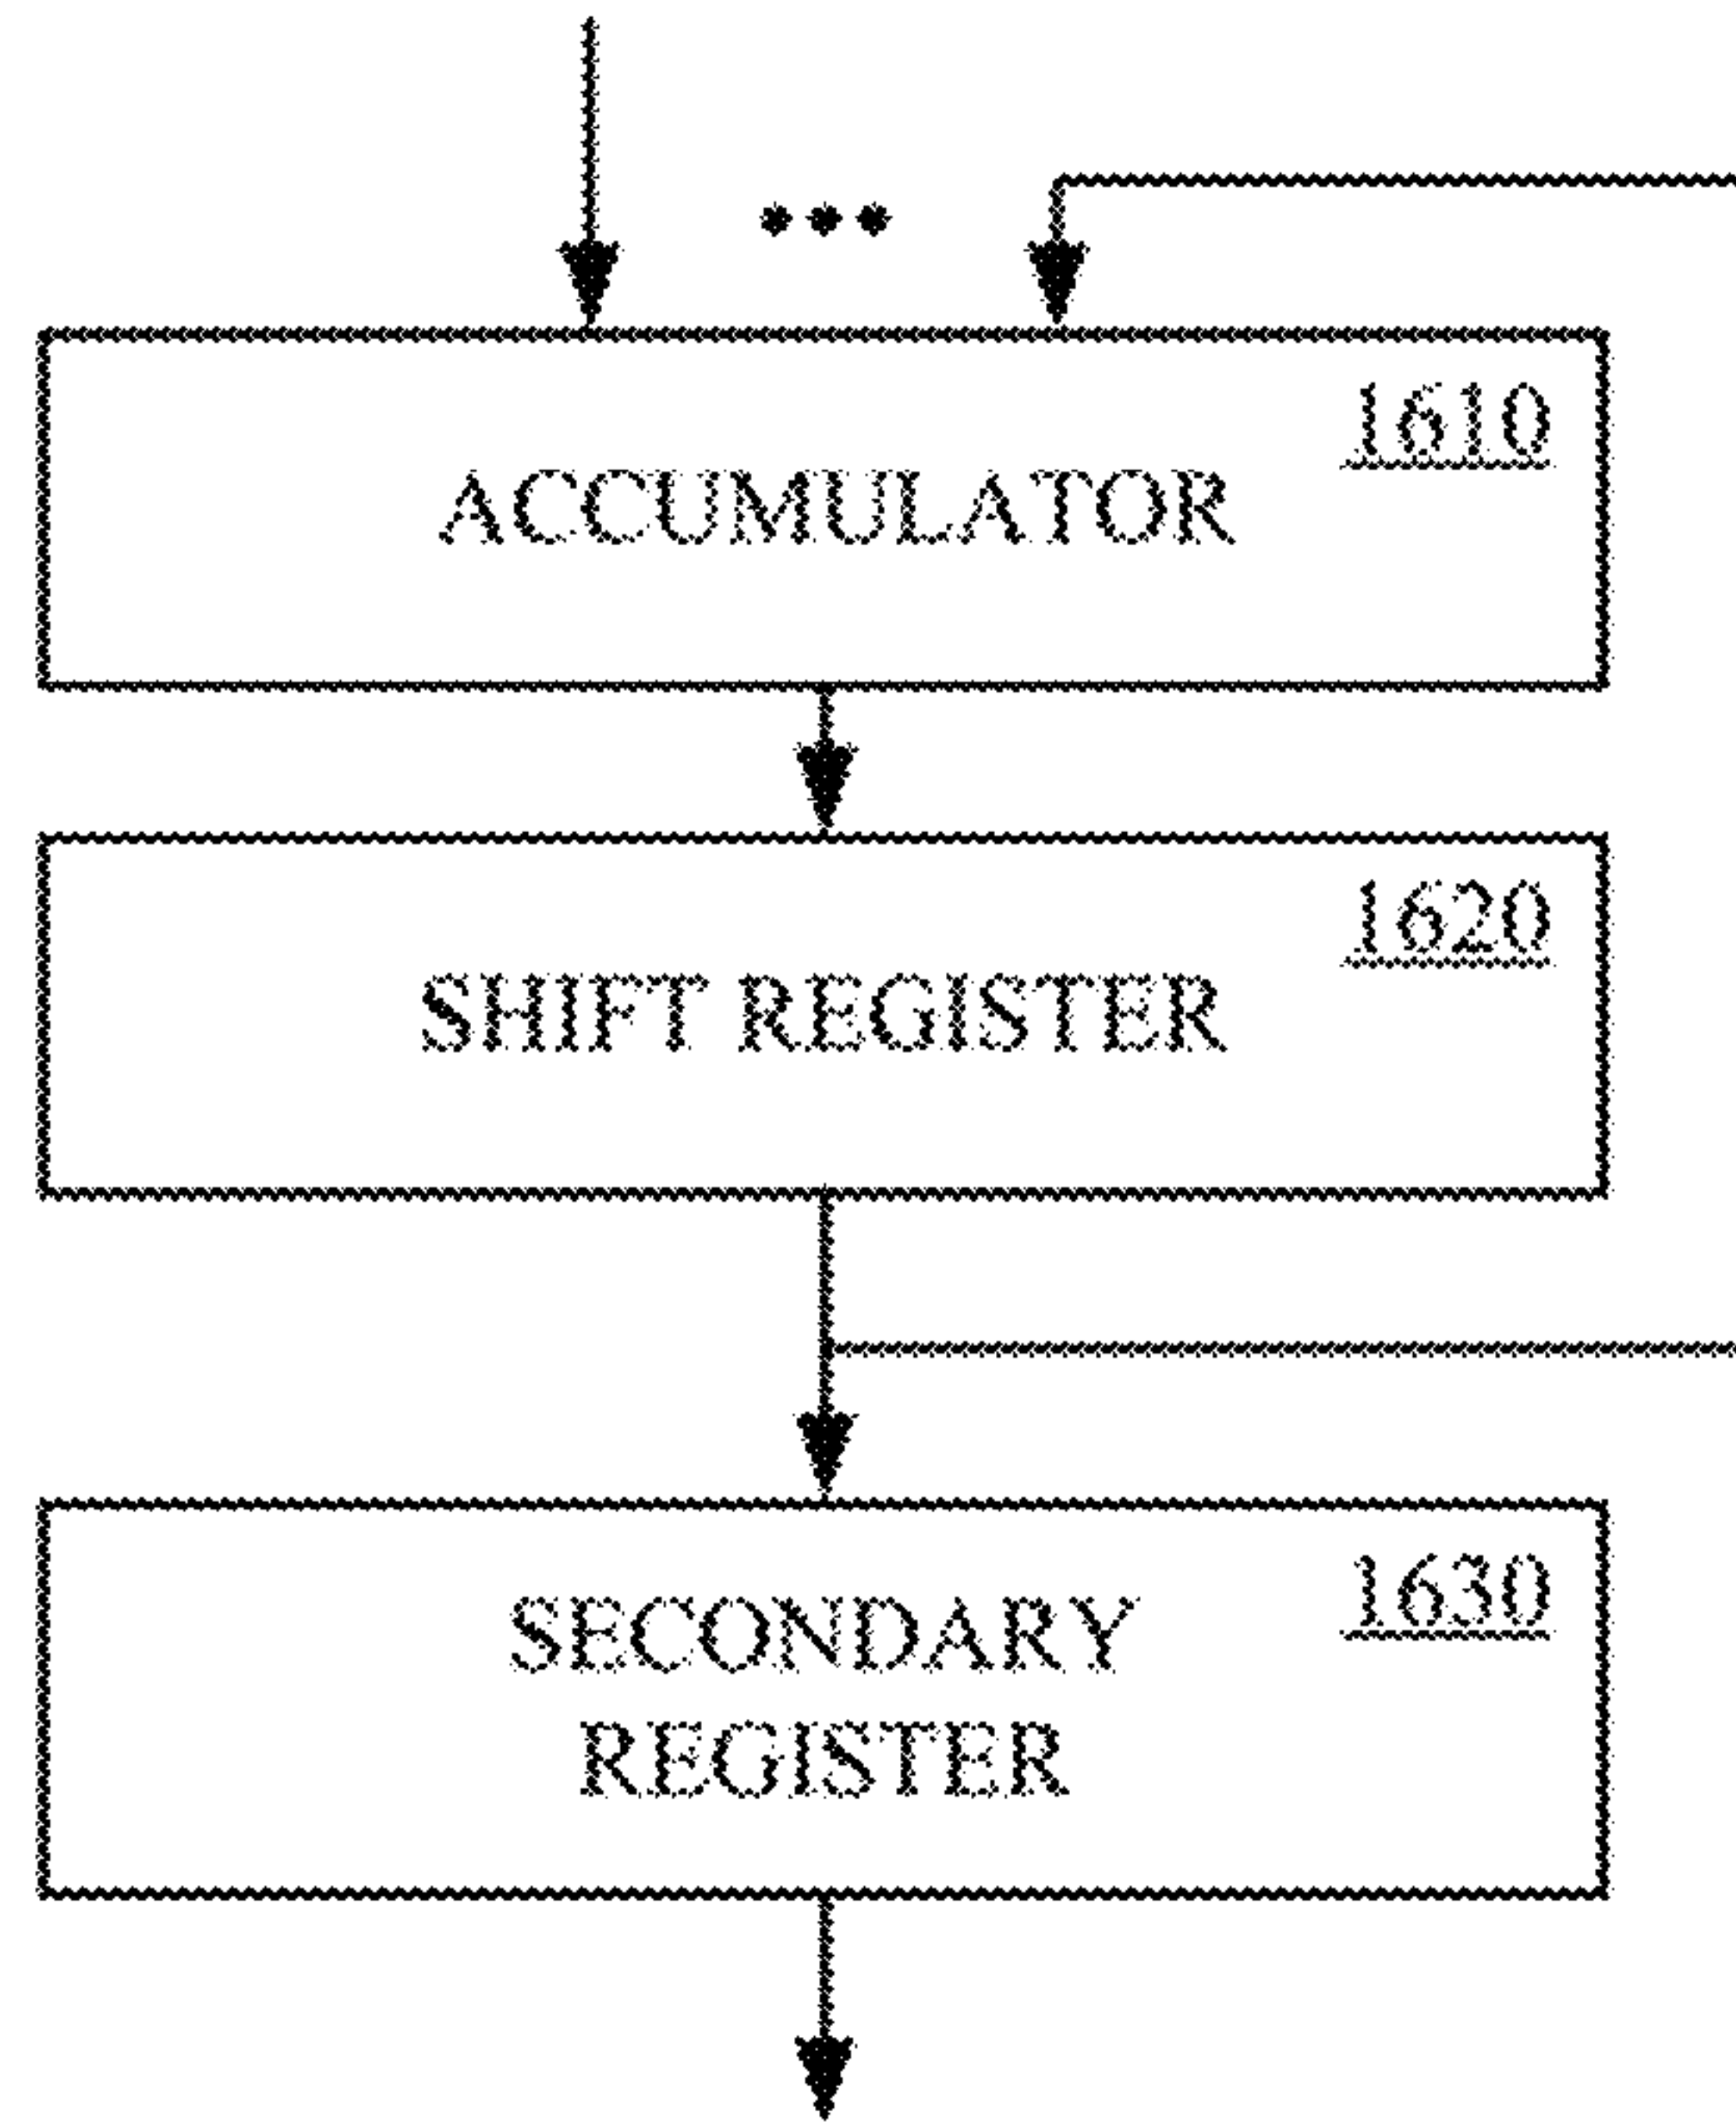 1610
ACCUMULATOR
1620
SHIFT REGISTER
1630
SECONDARY
REGISTER